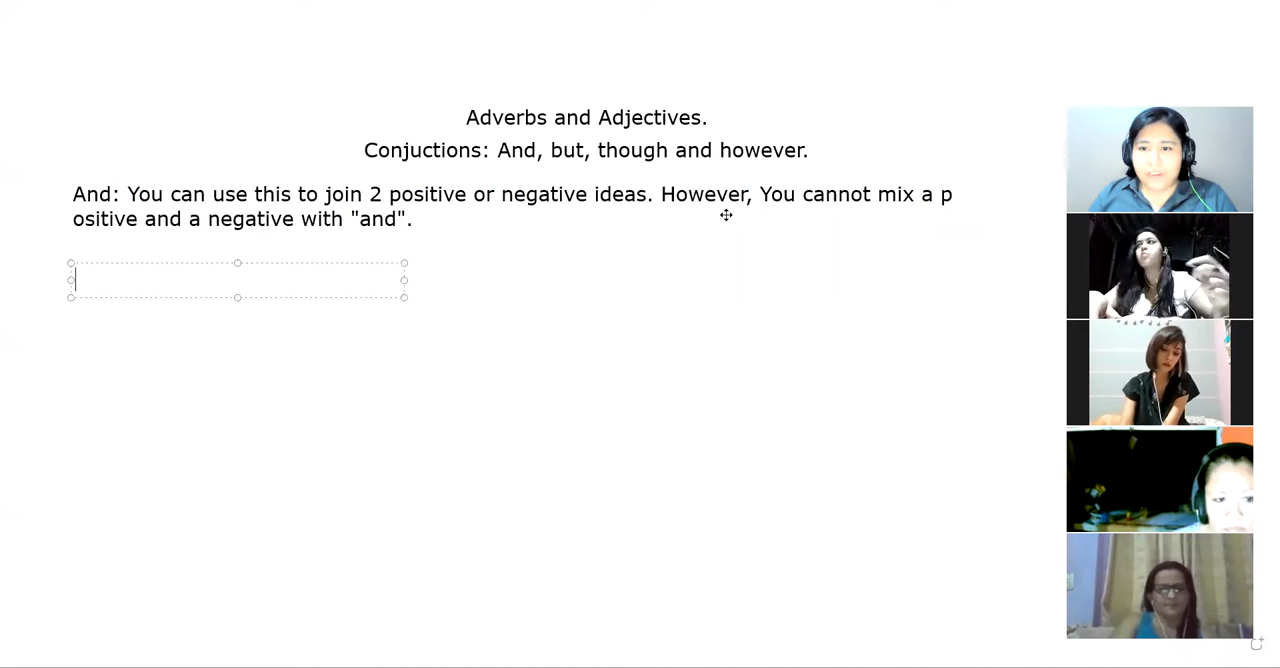 Adverbs and Adjectives.
Conjuctions: And, but, though and however.
And: You can use this to join 2 positive or negative ideas. However, You cannot mix a p
ositive and a negative with "and".